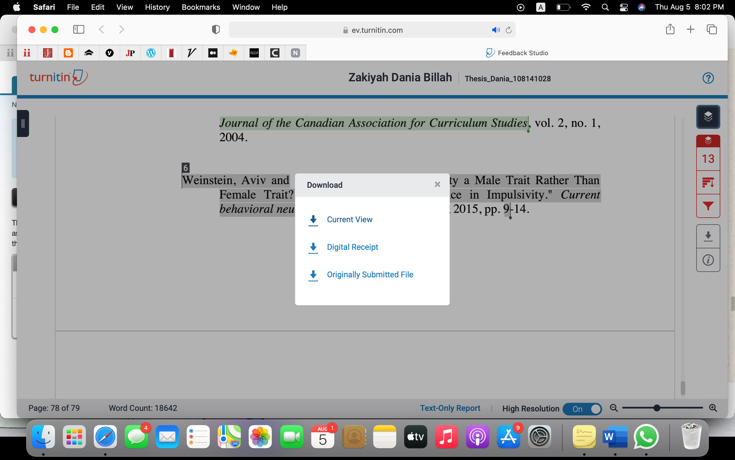 Safari File Edit View History Bookmarks Window Help A Thu Aug 5 8:02 PM
ev.turnitin.com
Feedback Studio
turnitin Zakiyah Dania Billah Thesis_Dania_108141028 ?
Journal of the Canadian Association for Curriculum Studies, vol. 2, no. 1,
2004.
6
Weinstein, Aviv and ty a Male Trait Rather Than
Female Trait? ce in Impulsivity." Current
behavioral neu 2015, pp. 9-14.
13
Download ×
Current View
Digital Receipt
Originally Submitted File
Page: 78 of 79 Word Count: 18642 Text-Only Report High Resolution On
4
AUG 1
5
tv
9
W